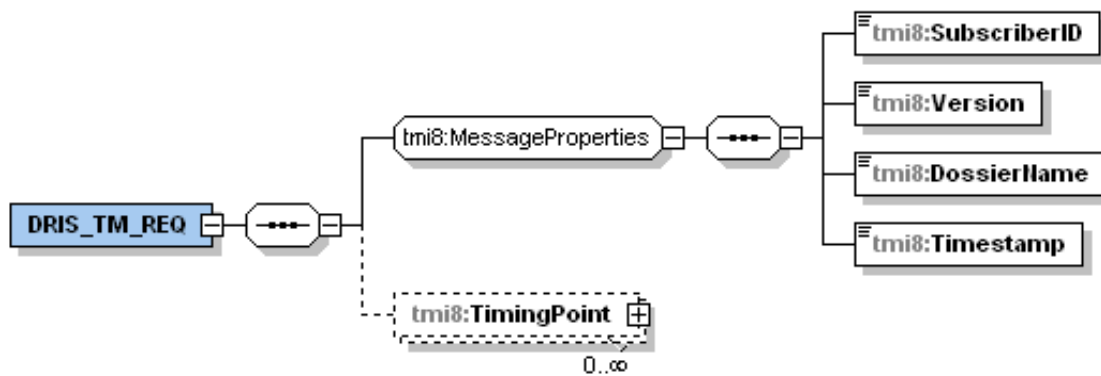 tmi8:SubscriberID
tmi8:Version
tmi8:MessageProperties
tmi8:DossierName
DRIS_TM_REQ
tmi8:Timestamp
tmi8:TimingPoint
0..∞